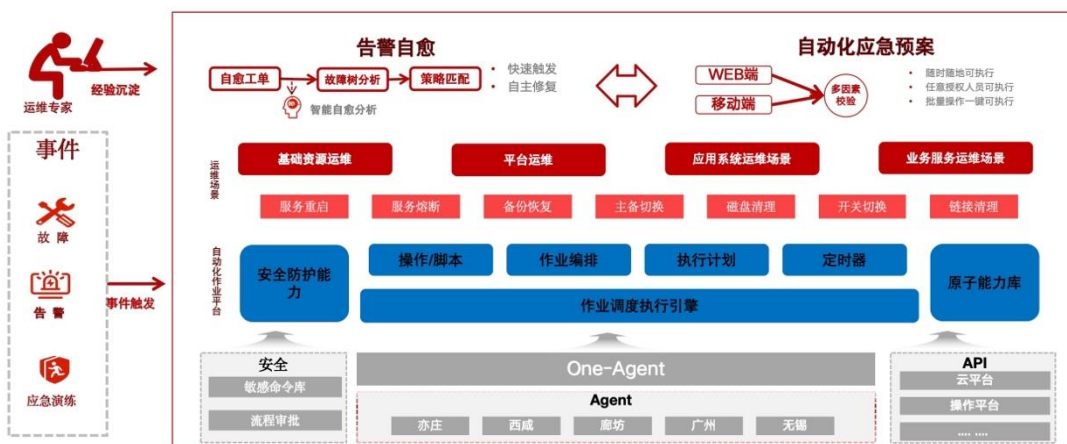 运维专家
经验沉淀
事件
故 障
告 警
应急演练
事件触发
告警自愈
自愈工单
故障树分析
策略匹配
智能自愈分析
• 快速触发
• 自主修复
自动化应急预案
WEB端
移动端
多因素
校验
• 随时随地可执行
• 任意授权人员可执行
• 批量操作一键可执行
运维场景
基础资源运维
平台运维
应用系统运维场景
业务服务运维场景
服务重启
服务熔断
备份恢复
主备切换
磁盘清理
开关切换
链接清理
自动化作业平台
安全防护能
力
操作/脚本
作业编排
执行计划
定时器
作业调度执行引擎
原子能力库
安全
敏感命令库
流程审批
One-Agent
Agent
亦庄
西咸
廊坊
广州
无锡
API
云平台
操作平台
.... ....